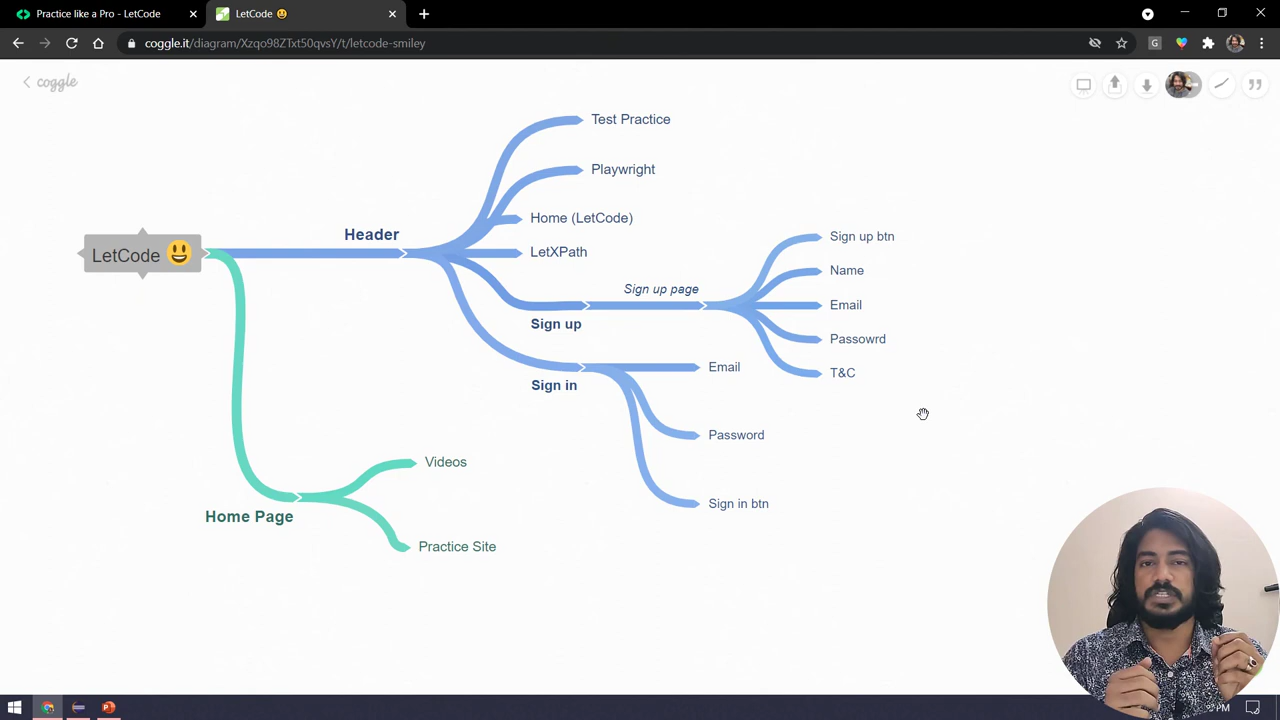 Practice like a Pro - LetCode
LetCode 😃
coggle.it/diagram/Xzqo98ZTxt50qvsY/t/letcode-smiley
G
coggle
Test Practice
Playwright
Header
Home (LetCode)
LetCode 😃
LetXPath
Sign up btn
Name
Sign up page
Email
Sign up
Passowrd
Email
T&C
Sign in
Password
Videos
Sign in btn
Home Page
Practice Site
PM